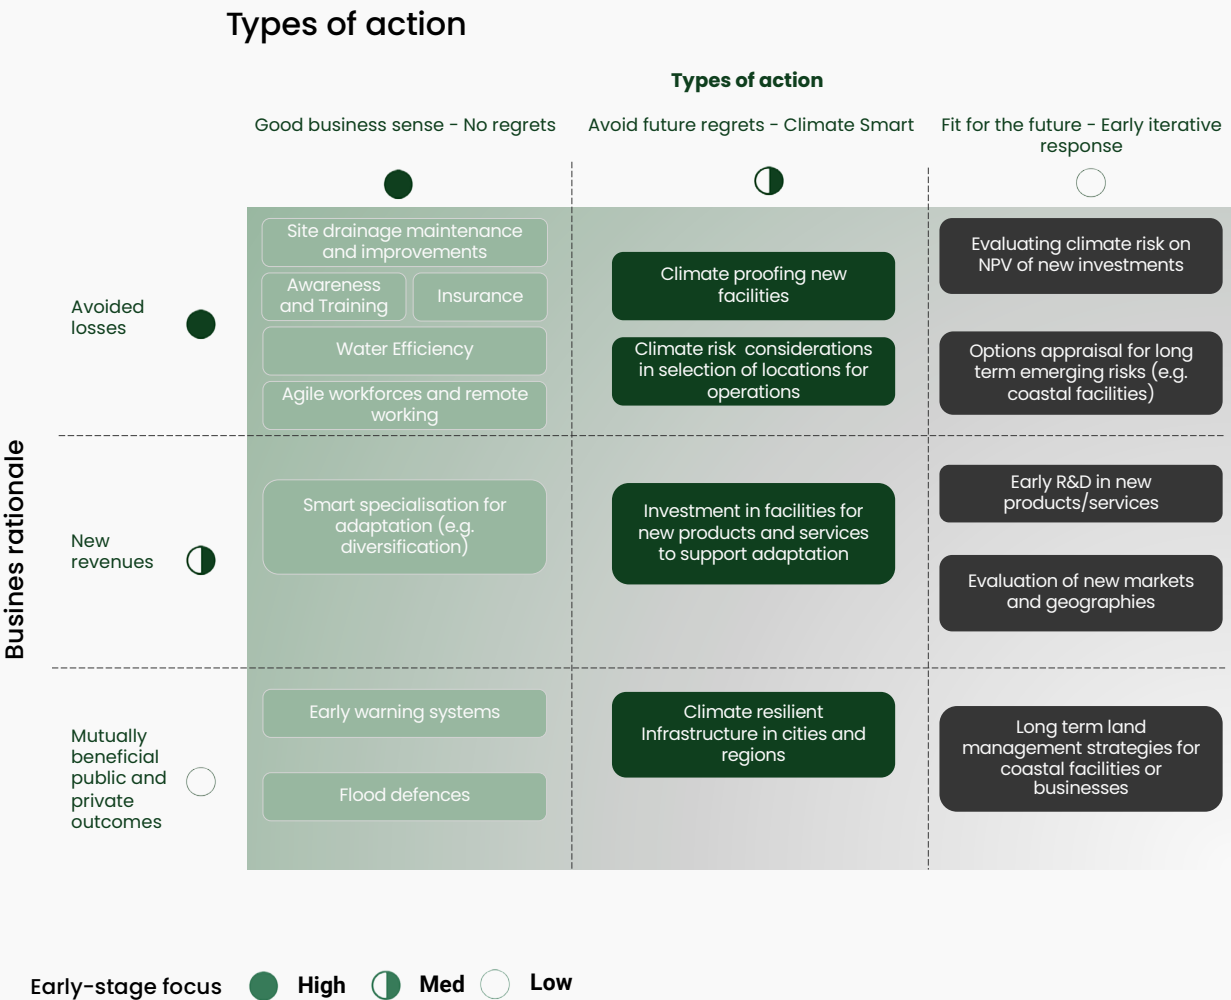 Types of action
Types of action
Good business sense - No regrets
Avoid future regrets - Climate Smart
Fit for the future - Early iterative
response
Busines rationale
Avoided
losses
Site drainage maintenance
and improvements
Awareness
and Training
Insurance
Water Efficiency
Agile workforces and remote
working
Climate proofing new
facilities
Climate risk considerations
in selection of locations for
operations
Evaluating climate risk on
NPV of new investments
Options appraisal for long
term emerging risks (e.g.
coastal facilities)
New
revenues
Smart specialisation for
adaptation (e.g.
diversification)
Investment in facilities for
new products and services
to support adaptation
Early R&D in new
products/services
Evaluation of new markets
and geographies
Mutually
beneficial
public and
private
outcomes
Early warning systems
Flood defences
Climate resilient
Infrastructure in cities and
regions
Long term land
management strategies for
coastal facilities or
businesses
Early-stage focus
High
Med
Low